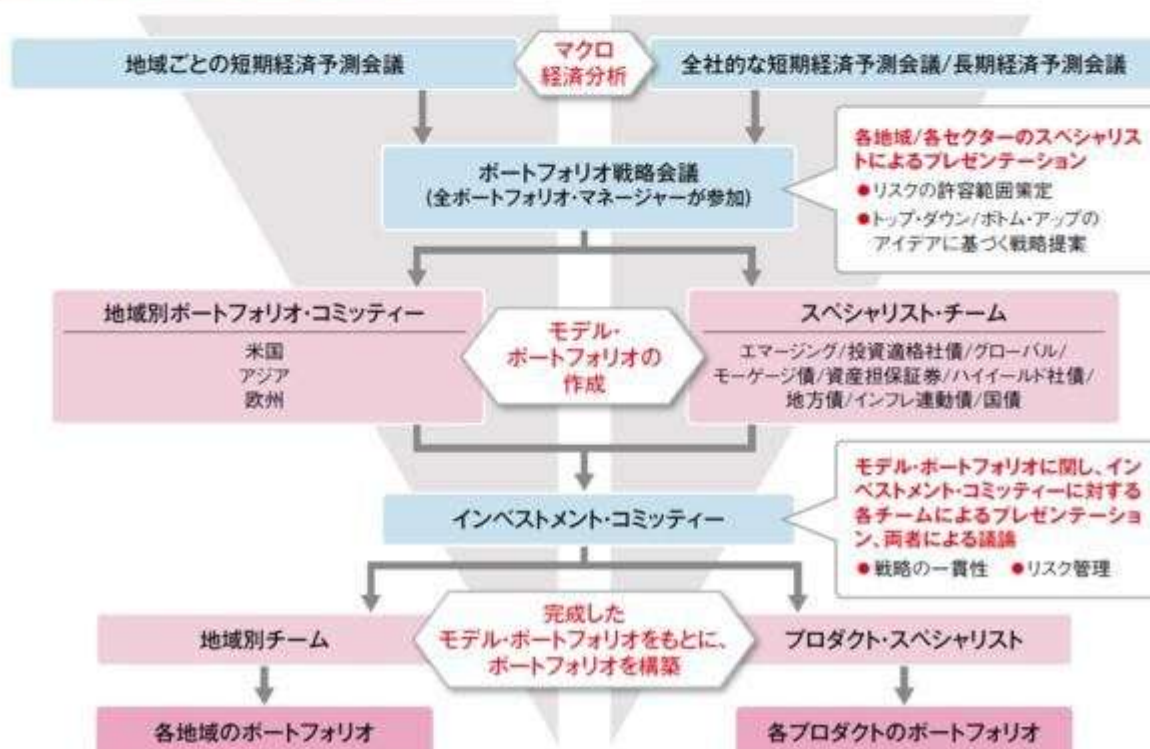 地域ごとの短期経済予測会議
マクロ
経済分析
全社的な短期経済予測会議/長期経済予測会議
ポートフォリオ戦略会議
(全ポートフォリオ・マネージャーが参加)
各地域/各セクターのスペシャリス
トによるプレゼンテーション
●リスクの許容範囲策定
●トップ・ダウン/ボトム・アップの
アイデアに基づく戦略提案
地域別ポートフォリオ・コミッティー
米国
アジア
欧州
モデル・
ポートフォリオの
作成
スペシャリスト・チーム
エマージング/投資適格社債/グローバル/
モーゲージ債/資産担保証券/ハイイールド社債/
地方債/インフレ連動債/国債
インベストメント・コミッティー
モデル・ポートフォリオに関し、イン
ベストメント・コミッティーに対する
各チームによるプレゼンテーショ
ン、両者による議論
●戦略の一貫性 ●リスク管理
地域別チーム
完成した
モデル・ポートフォリオをもとに、
ポートフォリオを構築
プロダクト・スペシャリスト
各地域のポートフォリオ
各プロダクトのポートフォリオ